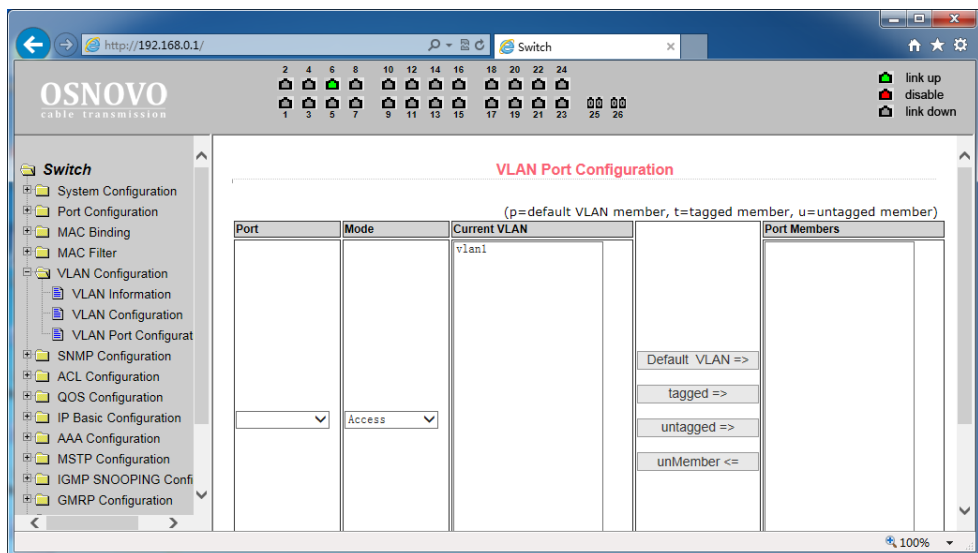 http://192.168.0.1/
Switch
2 4 6 8 10 12 14 16 18 20 22 24
1 3 5 7 9 11 13 15 17 19 21 23 25 26
OSNOVO
cable transmission
link up
disable
link down
Switch
System Configuration
Port Configuration
MAC Binding
MAC Filter
VLAN Configuration
VLAN Information
VLAN Configuration
VLAN Port Configurat
SNMP Configuration
ACL Configuration
QOS Configuration
IP Basic Configuration
AAA Configuration
MSTP Configuration
IGMP SNOOPING Confi
GMRP Configuration
VLAN Port Configuration
(p=default VLAN member, t=tagged member, u=untagged member)
Port Mode Current VLAN Port Members
vlan1
Access
Default VLAN =>
tagged =>
untagged =>
unMember <=
100%